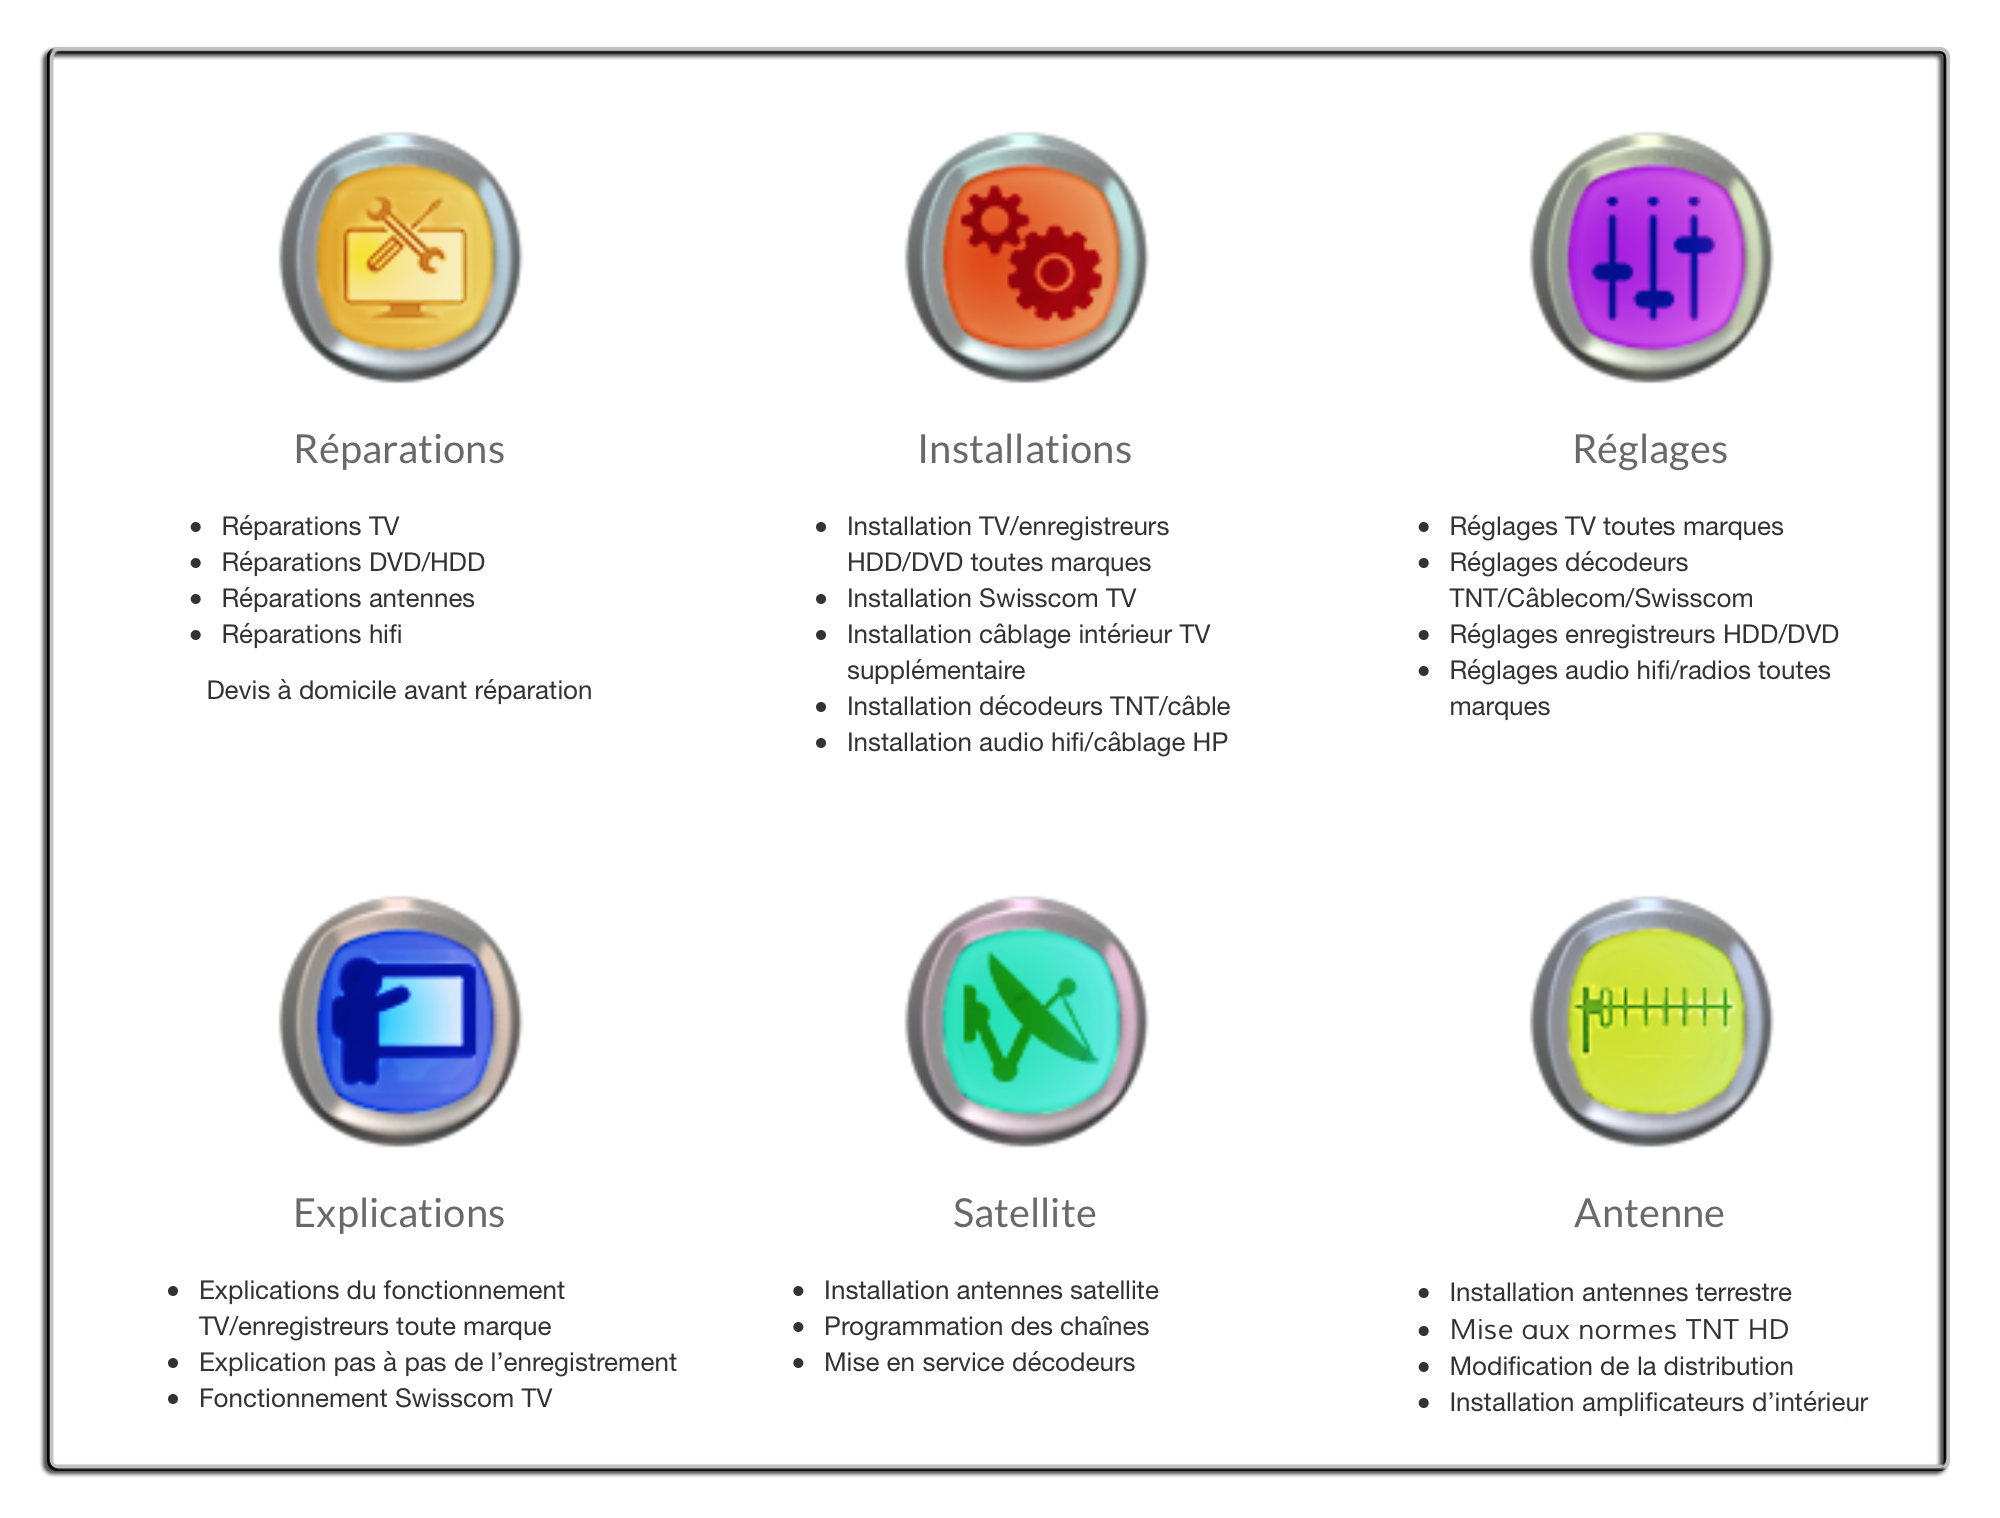 Réparations
• Réparations TV
• Réparations DVD/HDD
• Réparations antennes
• Réparations hifi
Devis à domicile avant réparation
Installations
• Installation TV/enregistreurs
HDD/DVD toutes marques
• Installation Swisscom TV
• Installation câblage intérieur TV
supplémentaire
• Installation décodeurs TNT/câble
• Installation audio hifi/câblage HP
Réglages
• Réglages TV toutes marques
• Réglages décodeurs
TNT/Câblecom/Swisscom
• Réglages enregistreurs HDD/DVD
• Réglages audio hifi/radios toutes
marques
Explications
• Explications du fonctionnement
TV/enregistreurs toute marque
• Explication pas à pas de l’enregistrement
• Fonctionnement Swisscom TV
Satellite
• Installation antennes satellite
• Programmation des chaînes
• Mise en service décodeurs
Antenne
• Installation antennes terrestre
• Mise aux normes TNT HD
• Modification de la distribution
• Installation amplificateurs d’intérieur